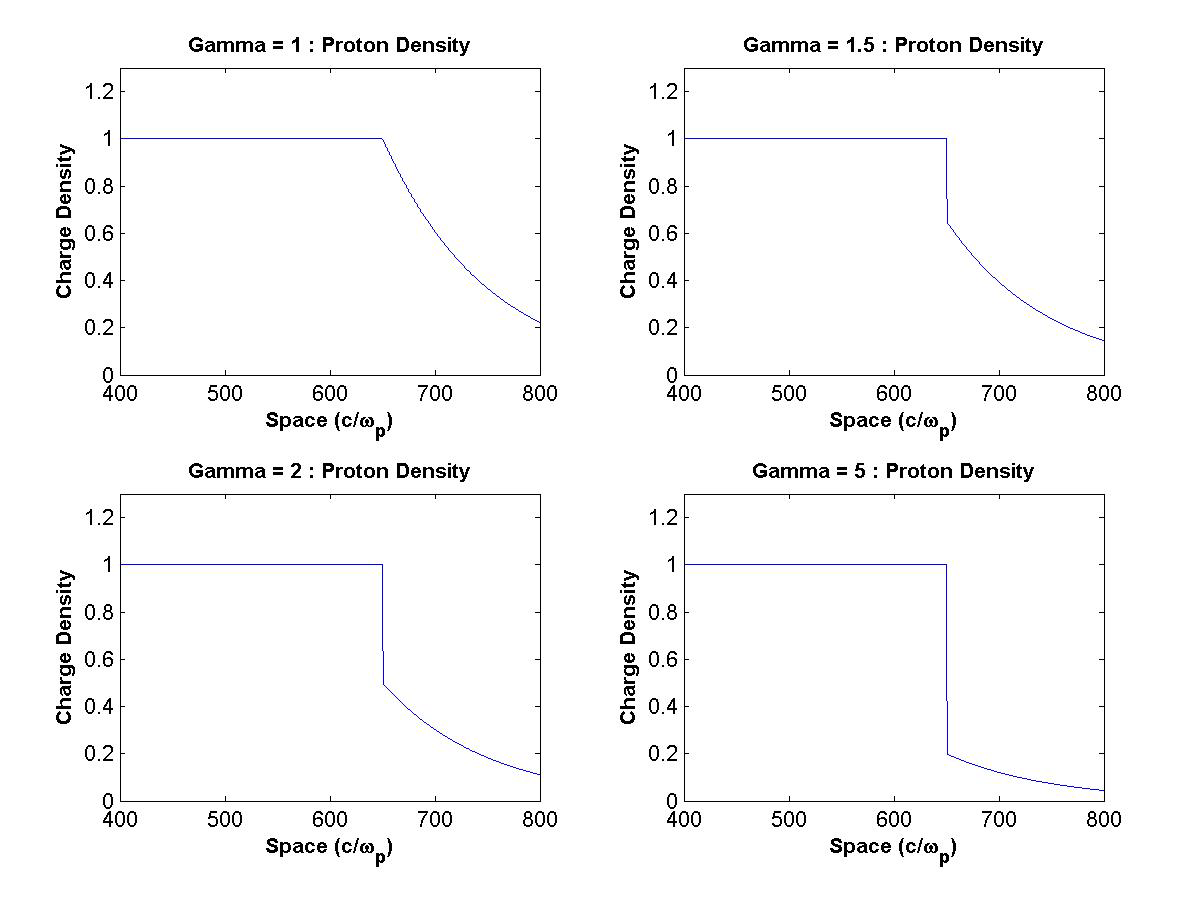 Gamma = 1 : Proton Density
Charge Density
1.2
1
0.8
0.6
0.4
0.2
0
400 500 600 700 800
Space (c/ωp)
Gamma = 1.5 : Proton Density
Charge Density
1.2
1
0.8
0.6
0.4
0.2
0
400 500 600 700 800
Space (c/ωp)
Gamma = 2 : Proton Density
Charge Density
1.2
1
0.8
0.6
0.4
0.2
0
400 500 600 700 800
Space (c/ωp)
Gamma = 5 : Proton Density
Charge Density
1.2
1
0.8
0.6
0.4
0.2
0
400 500 600 700 800
Space (c/ωp)